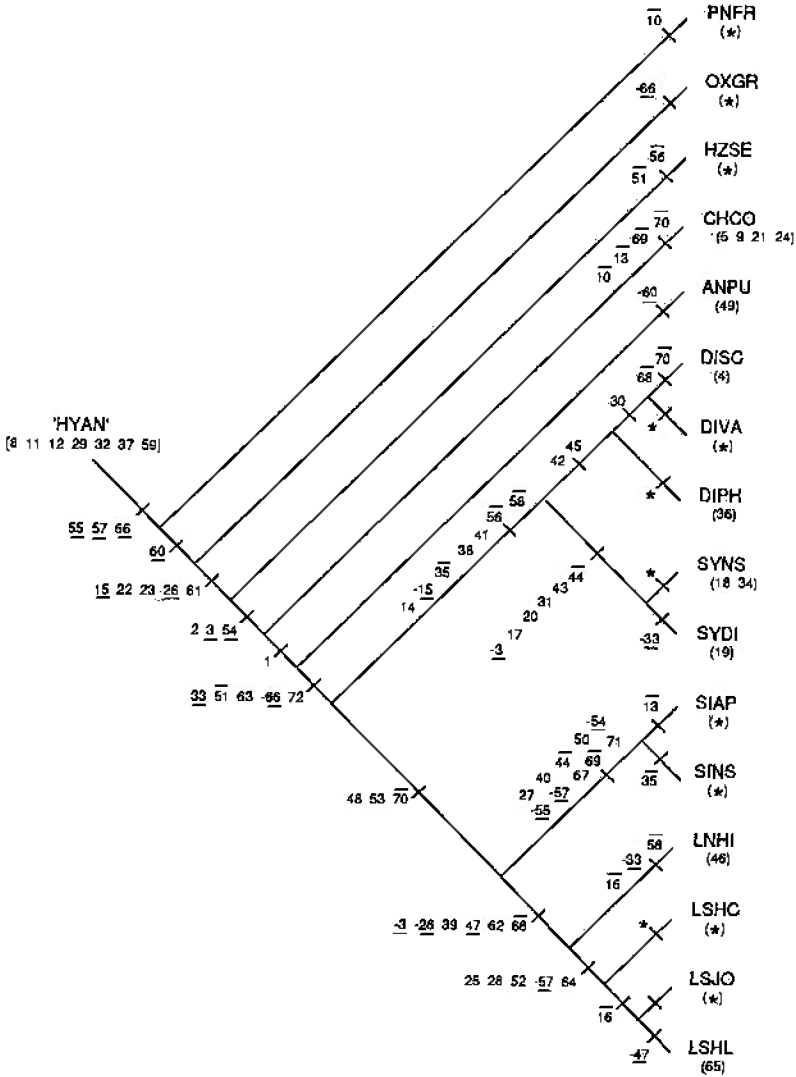 10 PNFR
(*)
-66 OXGR
(*)
51 56 HZSE
(*)
10 13 69 70 CHCO
(5 9 21 24)
-60 ANPU
(49)
68 70 DISC
(4)
'HYAN'
[8 11 12 29 32 37 59]
30
* DIVA
(*)
42 45
* DIPH
(36)
14 -15 35 38 41 56 58
55 57 66
60
* SYNS
(18 34)
15 22 23 26 61
-3 17 20 31 43 44
-33 SYDI
(19)
2 3 54
1
33 51 63 -66 72
13 SIAP
(*)
27 40 44 50 -54
-55 -57 67 69 71
35 SINS
(*)
48 53 70
16 -33 58 LNHI
(46)
-3 -26 39 47 62 68
* LSHC
(*)
25 28 52 -57 64
16
LSJO
(*)
-47 LSHL
(65)